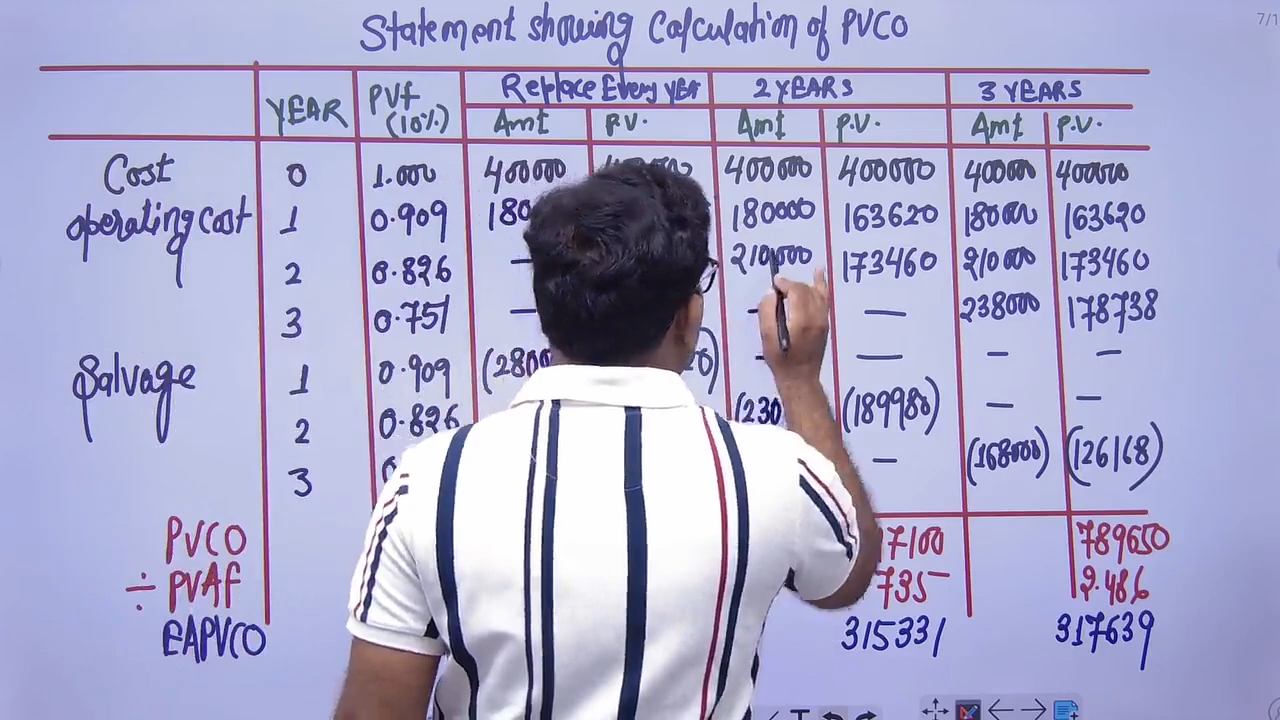 Statement showing Calculation of PVCO
7/1
YEAR PVf (10%) Replace Every YEAR 2 YEARS 3 YEARS
Amt P.V. Amt P.V. Amt P.V.
Cost 0 1.000 400000 400000 400000 400000 400000
operating cost 1 0.909 180000 163620 180000 163620
2 0.826 — 210000 173460 210000 173460
3 0.751 — — — 238000 178738
Salvage 1 0.909 — — — —
2 0.826 (189980) — —
3 — (168000) (126168)
PVCO 789650
÷ PVAf 2.486
EAPVCO 315331 317639